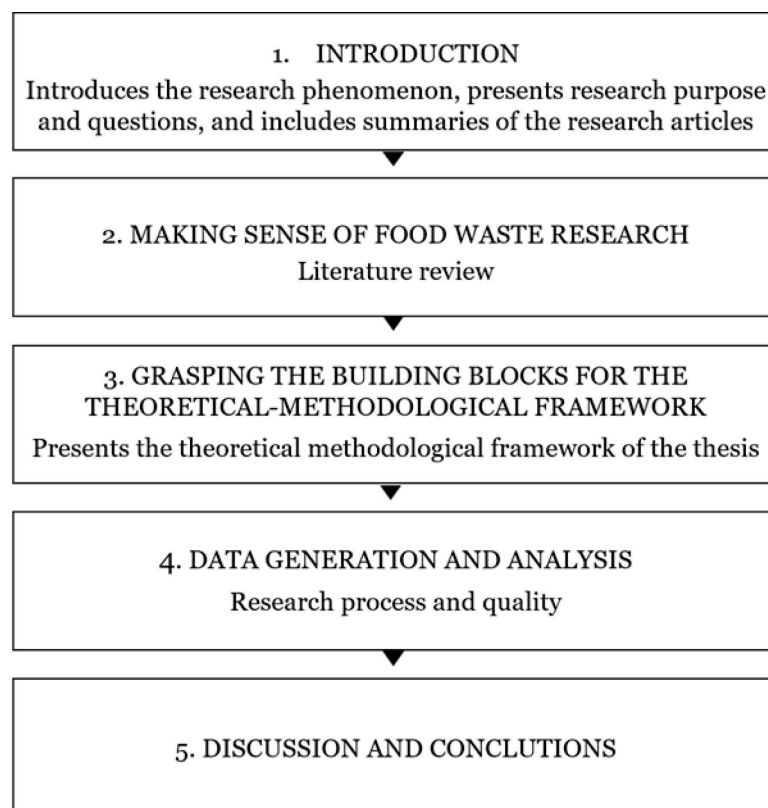 1. INTRODUCTION
Introduces the research phenomenon, presents research purpose
and questions, and includes summaries of the research articles
2. MAKING SENSE OF FOOD WASTE RESEARCH
Literature review
3. GRASPING THE BUILDING BLOCKS FOR THE
THEORETICAL-METHODOLOGICAL FRAMEWORK
Presents the theoretical methodological framework of the thesis
4. DATA GENERATION AND ANALYSIS
Research process and quality
5. DISCUSSION AND CONCLUTIONS